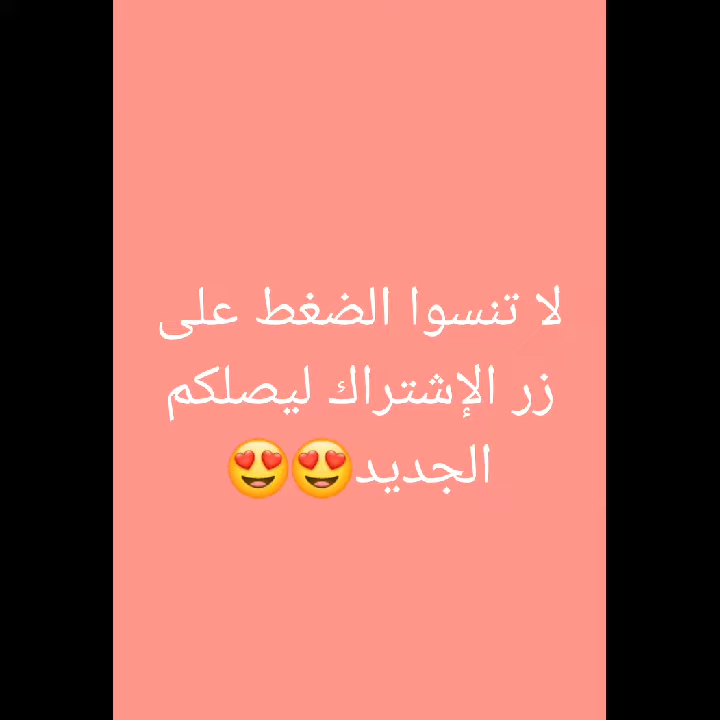 لا تنسوا الضغط على
زر الإشتراك ليصلكم
الجديد😍😍